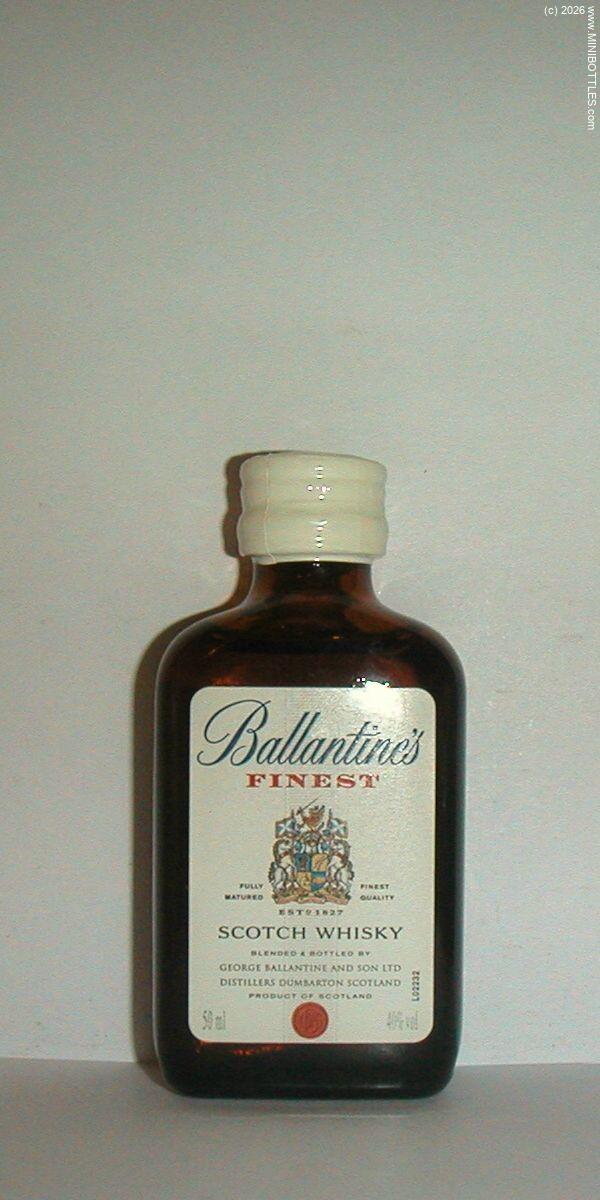 (c) 2026 www.MINIBOTTLES.com
Ballantine's
FINEST
FULLY MATURED
FINEST QUALITY
ESTD 1827
SCOTCH WHISKY
BLENDED & BOTTLED BY
GEORGE BALLANTINE AND SON LTD
DISTILLERS DUMBARTON SCOTLAND
PRODUCT OF SCOTLAND
L02232
50 ml
40% vol